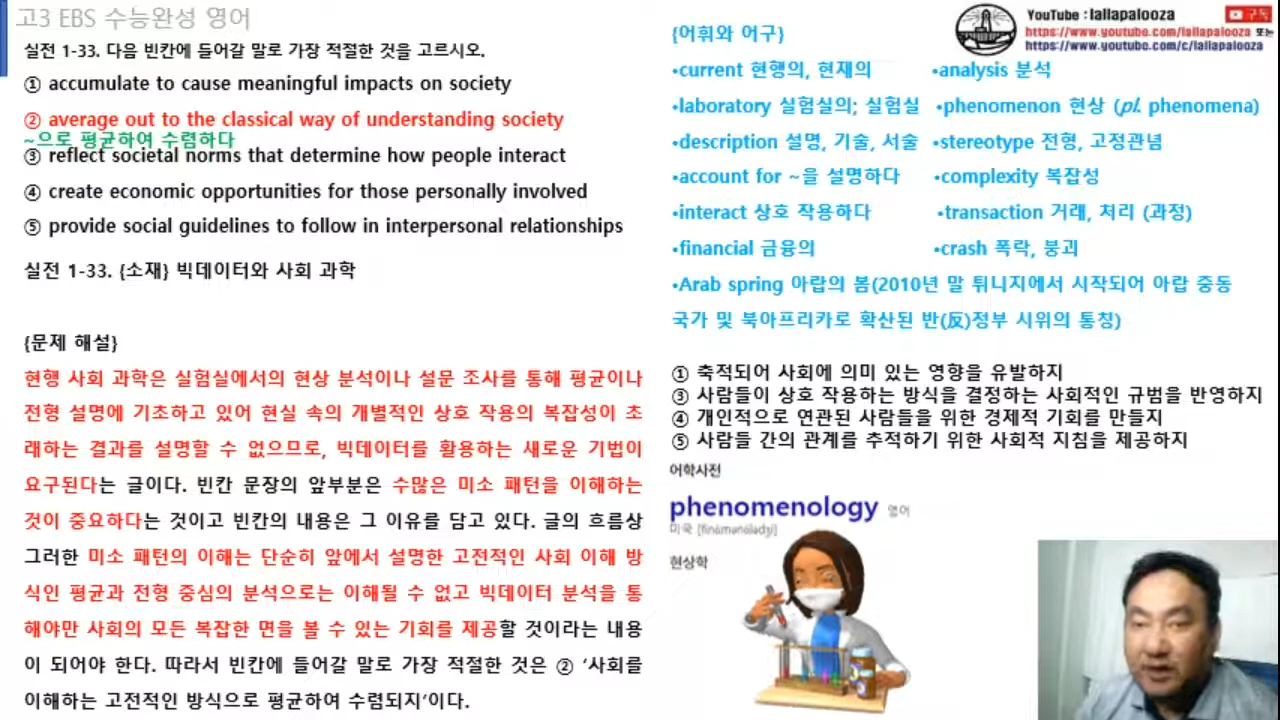 고3 EBS 수능완성 영어
실전 1-33. 다음 빈칸에 들어갈 말로 가장 적절한 것을 고르시오.
① accumulate to cause meaningful impacts on society
② average out to the classical way of understanding society
~으로 평균하여 수렴하다
③ reflect societal norms that determine how people interact
④ create economic opportunities for those personally involved
⑤ provide social guidelines to follow in interpersonal relationships
실전 1-33. {소재} 빅데이터와 사회 과학
{문제 해설}
현행 사회 과학은 실험실에서의 현상 분석이나 설문 조사를 통해 평균이나
전형 설명에 기초하고 있어 현실 속의 개별적인 상호 작용의 복잡성이 초
래하는 결과를 설명할 수 없으므로, 빅데이터를 활용하는 새로운 기법이
요구된다는 글이다. 빈칸 문장의 앞부분은 수많은 미소 패턴을 이해하는
것이 중요하다는 것이고 빈칸의 내용은 그 이유를 담고 있다. 글의 흐름상
그러한 미소 패턴의 이해는 단순히 앞에서 설명한 고전적인 사회 이해 방
식인 평균과 전형 중심의 분석으로는 이해될 수 없고 빅데이터 분석을 통
해야만 사회의 모든 복잡한 면을 볼 수 있는 기회를 제공할 것이라는 내용
이 되어야 한다. 따라서 빈칸에 들어갈 말로 가장 적절한 것은 ② ‘사회를
이해하는 고전적인 방식으로 평균하여 수렴되지’이다.
{어휘와 어구}
YouTube : lallapalooza 구독
https://www.youtube.com/lallapalooza 또는
https://www.youtube.com/c/lallapalooza
•current 현행의, 현재의 •analysis 분석
•laboratory 실험실의; 실험실 •phenomenon 현상 (pl. phenomena)
•description 설명, 기술, 서술 •stereotype 전형, 고정관념
•account for ~을 설명하다 •complexity 복잡성
•interact 상호 작용하다 •transaction 거래, 처리 (과정)
•financial 금융의 •crash 폭락, 붕괴
•Arab spring 아랍의 봄(2010년 말 튀니지에서 시작되어 아랍 중동
국가 및 북아프리카로 확산된 반(反)정부 시위의 통칭)
① 축적되어 사회에 의미 있는 영향을 유발하지
③ 사람들이 상호 작용하는 방식을 결정하는 사회적인 규범을 반영하지
④ 개인적으로 연관된 사람들을 위한 경제적 기회를 만들지
⑤ 사람들 간의 관계를 추적하기 위한 사회적 지침을 제공하지
어학사전
phenomenology 영어
미국
현상학